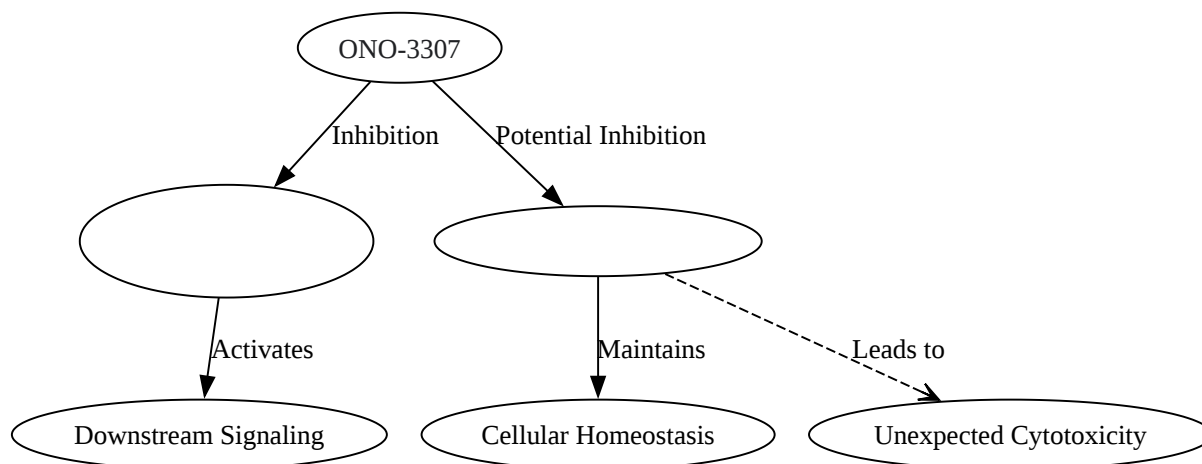 ONO-3307
Inhibition
Potential Inhibition
Activates
Maintains
Leads to
Downstream Signaling
Cellular Homeostasis
Unexpected Cytotoxicity